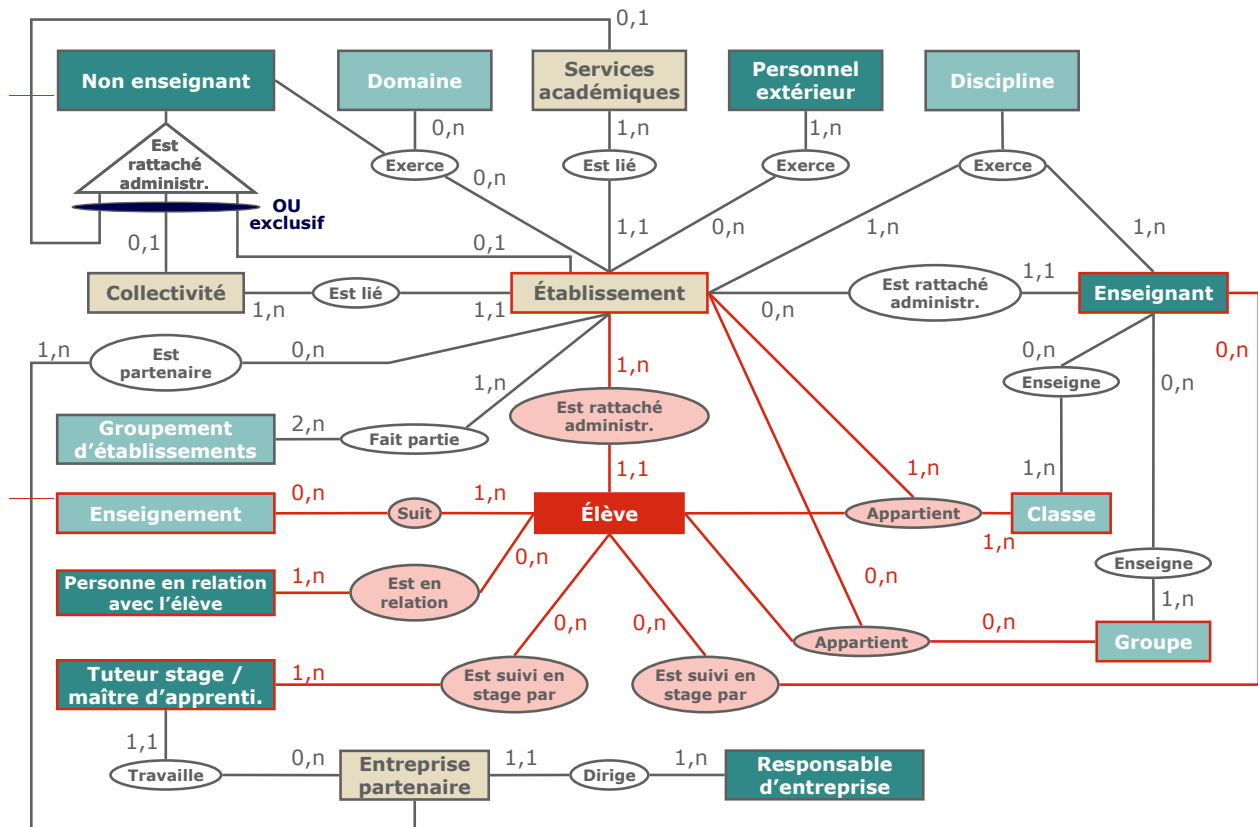 0,1
Non enseignant
Domaine
Services
académiques
Personnel
extérieur
Discipline
0,n
1,n
1,n
Est
rattaché
administr.
Exerce
Est lié
Exerce
Exerce
0,n
OU
exclusif
0,1
0,1
1,1
0,n
1,n
1,n
Collectivité
1,n
Est lié
1,1
Établissement
0,n
Est rattaché
administr.
1,1
Enseignant
1,n
Est
partenaire
0,n
1,n
1,n
0,n
Enseigne
0,n
0,n
Groupement
d'établissements
2,n
Fait partie
Est rattaché
administr.
1,1
1,n
1,n
Enseignement
0,n
Suit
1,n
Élève
Appartient
1,n
Classe
Personne en relation
avec l'élève
1,n
Est en
relation
0,n
0,n
Enseigne
1,n
0,n
0,n
Appartient
0,n
Groupe
Tuteur stage /
maître d'apprenti.
1,n
Est suivi en
stage par
Est suivi en
stage par
1,1
Travaille
0,n
Entreprise
partenaire
1,1
Dirige
1,n
Responsable
d'entreprise